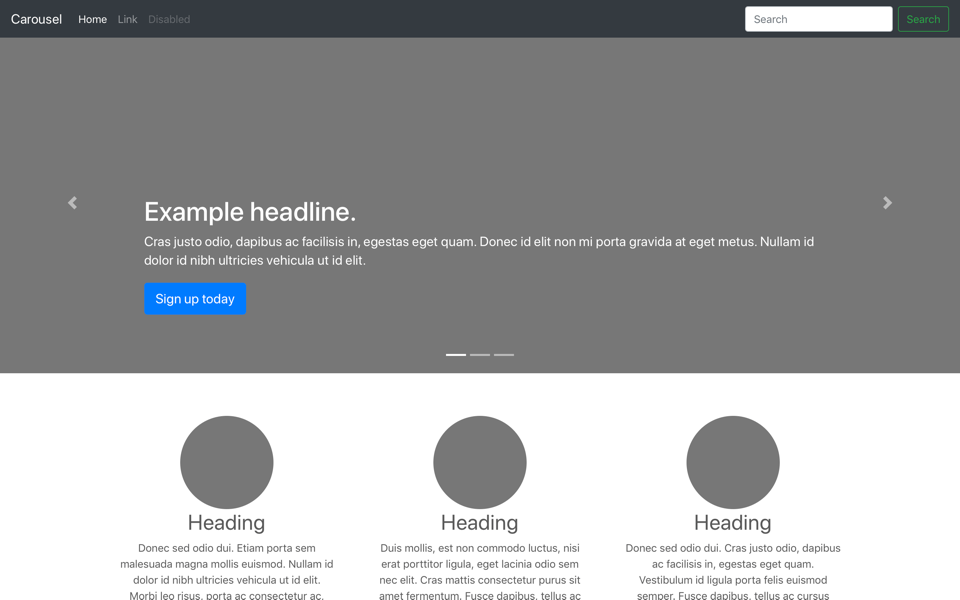 Carousel Home Link Disabled Search Search
Example headline.
Cras justo odio, dapibus ac facilisis in, egestas eget quam. Donec id elit non mi porta gravida at eget metus. Nullam id
dolor id nibh ultricies vehicula ut id elit.
Sign up today
Heading
Donec sed odio dui. Etiam porta sem
malesuada magna mollis euismod. Nullam id
dolor id nibh ultricies vehicula ut id elit.
Morbi leo risus, porta ac consectetur ac,
Heading
Duis mollis, est non commodo luctus, nisi
erat porttitor ligula, eget lacinia odio sem
nec elit. Cras mattis consectetur purus sit
amet fermentum. Fusce dapibus, tellus ac
Heading
Donec sed odio dui. Cras justo odio, dapibus
ac facilisis in, egestas eget quam.
Vestibulum id ligula porta felis euismod
semper. Fusce dapibus, tellus ac cursus